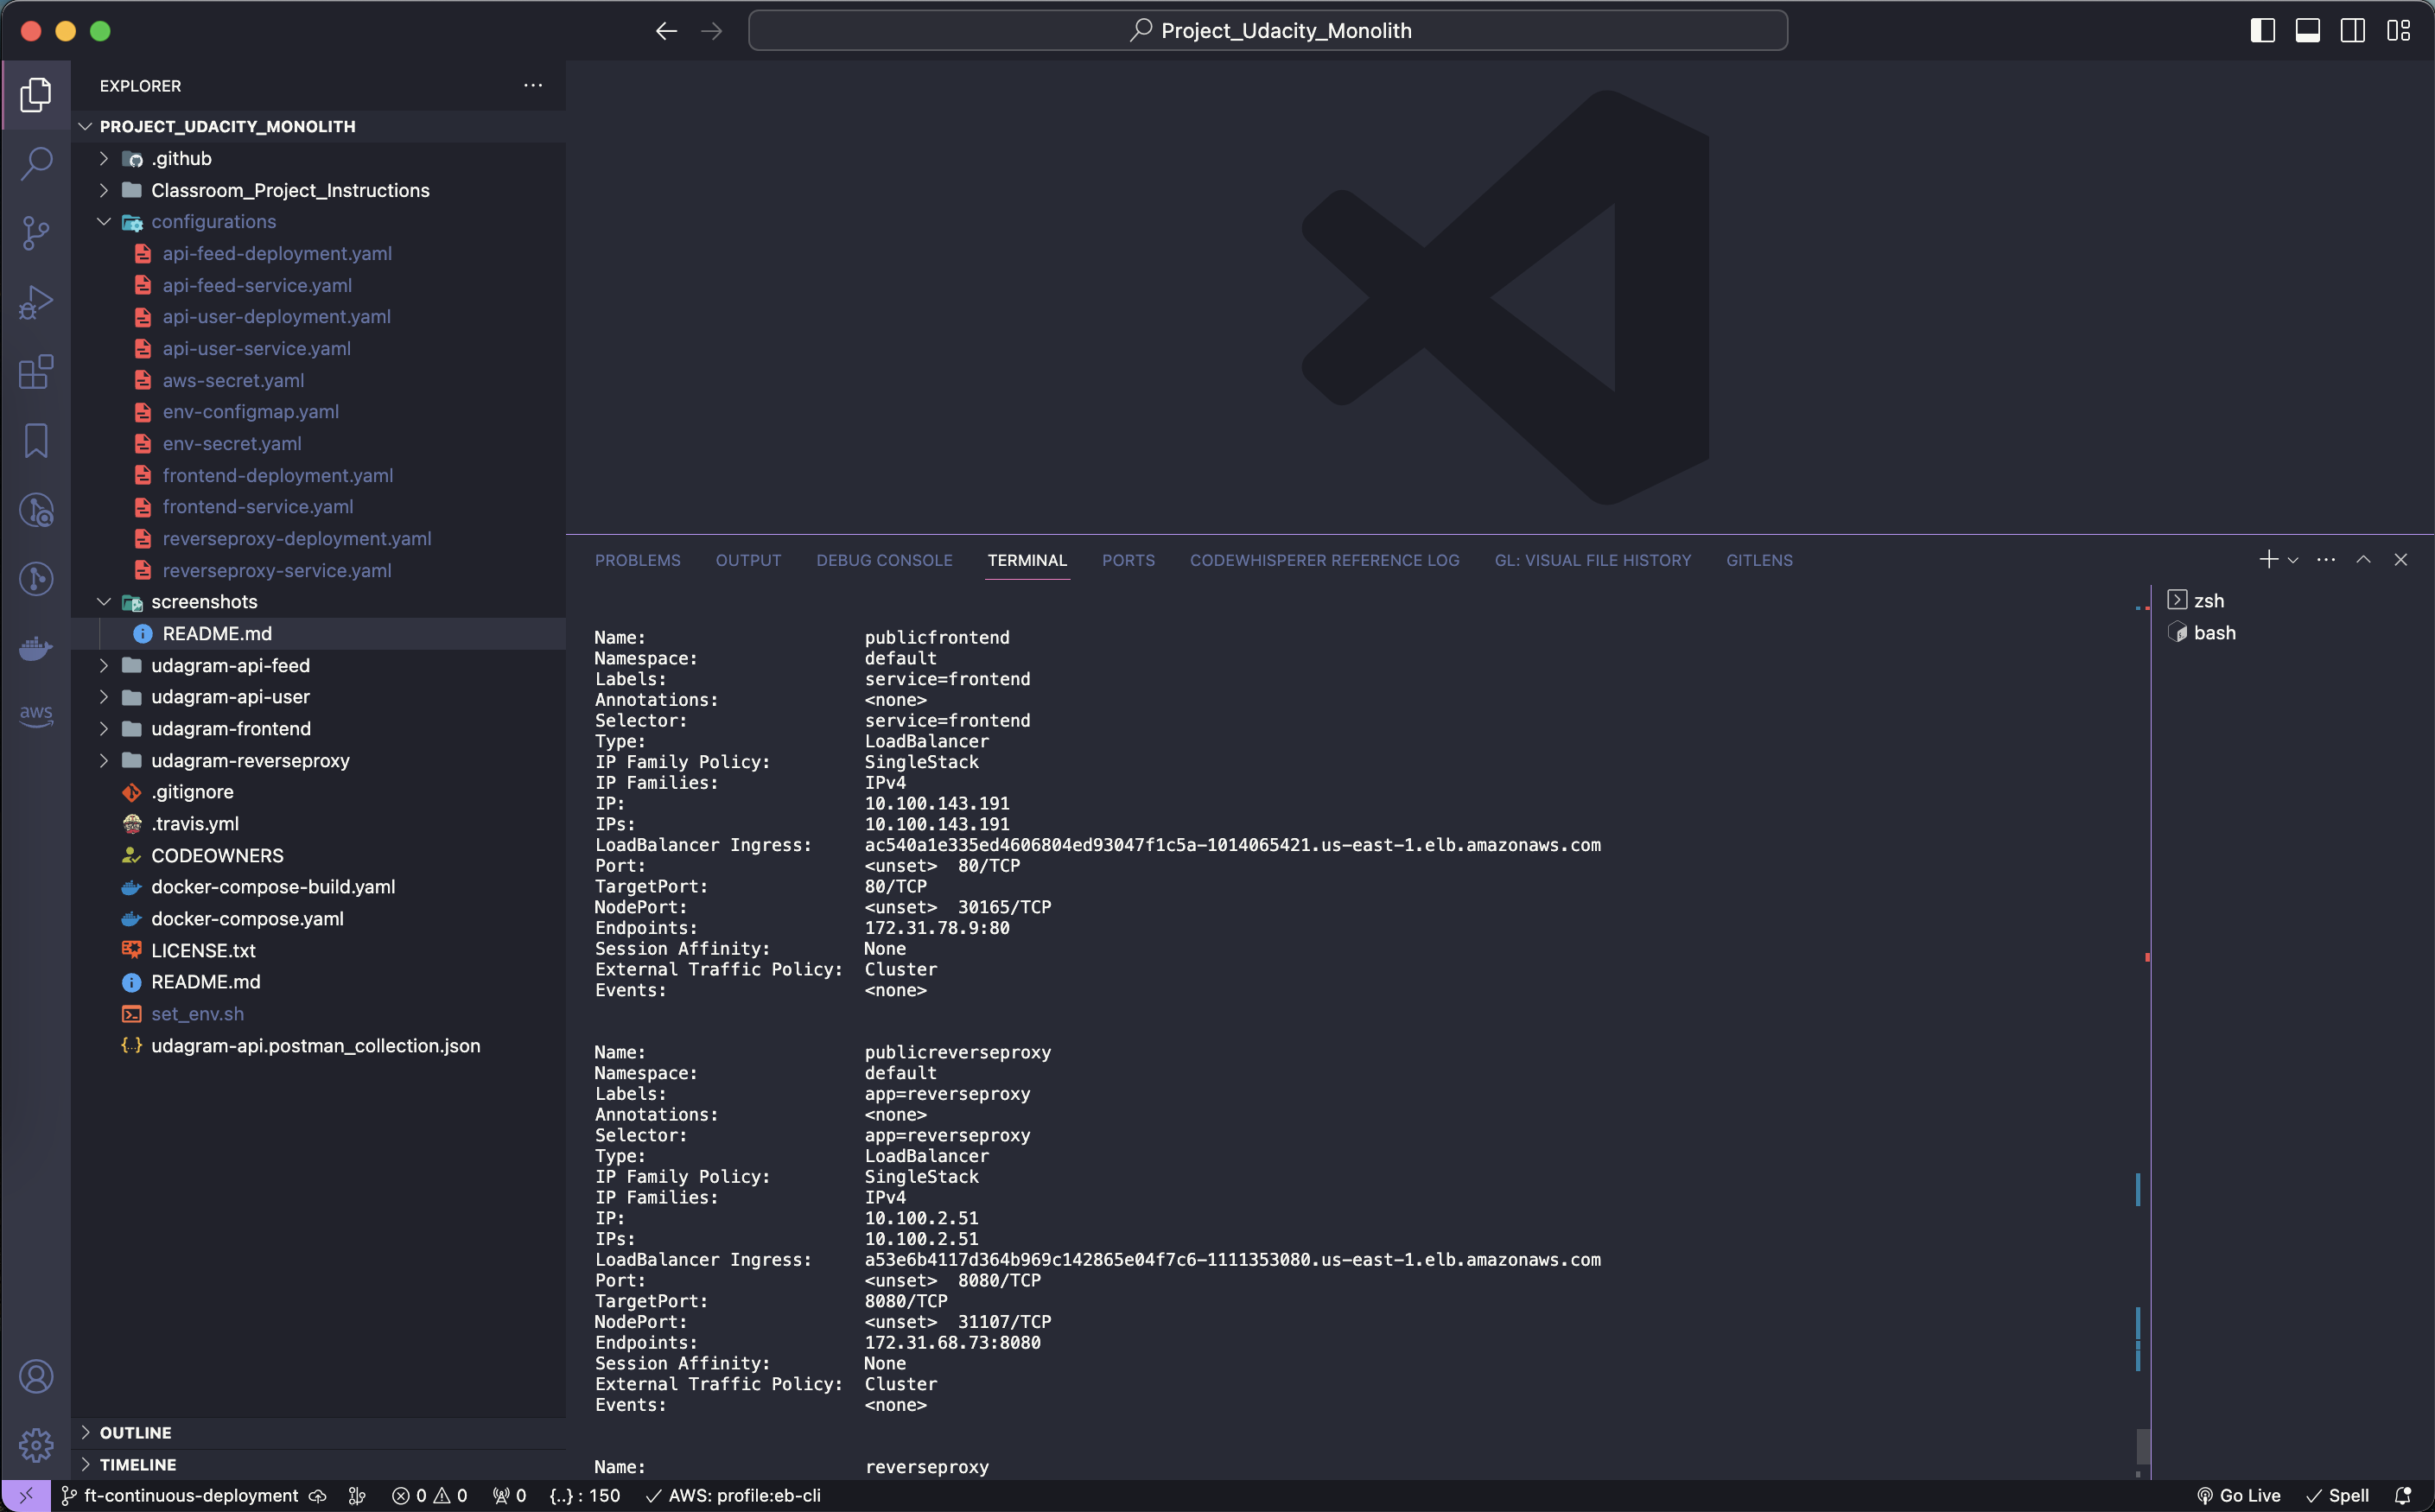 Project_Udacity_Monolith
EXPLORER
PROJECT_UDACITY_MONOLITH
.github
Classroom_Project_Instructions
configurations
api-feed-deployment.yaml
api-feed-service.yaml
api-user-deployment.yaml
api-user-service.yaml
aws-secret.yaml
env-configmap.yaml
env-secret.yaml
frontend-deployment.yaml
frontend-service.yaml
reverseproxy-deployment.yaml
reverseproxy-service.yaml
screenshots
README.md
udagram-api-feed
udagram-api-user
udagram-frontend
udagram-reverseproxy
.gitignore
.travis.yml
CODEOWNERS
docker-compose-build.yaml
docker-compose.yaml
LICENSE.txt
README.md
set_env.sh
udagram-api.postman_collection.json
OUTLINE
TIMELINE
aws
PROBLEMS OUTPUT DEBUG CONSOLE TERMINAL PORTS CODEWHISPERER REFERENCE LOG GL: VISUAL FILE HISTORY GITLENS
zsh
bash
Name: publicfrontend
Namespace: default
Labels: service=frontend
Annotations: <none>
Selector: service=frontend
Type: LoadBalancer
IP Family Policy: SingleStack
IP Families: IPv4
IP: 10.100.143.191
IPs: 10.100.143.191
LoadBalancer Ingress: ac540a1e335ed4606804ed93047f1c5a-1014065421.us-east-1.elb.amazonaws.com
Port: <unset> 80/TCP
TargetPort: 80/TCP
NodePort: <unset> 30165/TCP
Endpoints: 172.31.78.9:80
Session Affinity: None
External Traffic Policy: Cluster
Events: <none>
Name: publicreverseproxy
Namespace: default
Labels: app=reverseproxy
Annotations: <none>
Selector: app=reverseproxy
Type: LoadBalancer
IP Family Policy: SingleStack
IP Families: IPv4
IP: 10.100.2.51
IPs: 10.100.2.51
LoadBalancer Ingress: a53e6b4117d364b969c142865e04f7c6-1111353080.us-east-1.elb.amazonaws.com
Port: <unset> 8080/TCP
TargetPort: 8080/TCP
NodePort: <unset> 31107/TCP
Endpoints: 172.31.68.73:8080
Session Affinity: None
External Traffic Policy: Cluster
Events: <none>
Name: reverseproxy
ft-continuous-deployment 0 0 0 {..} : 150 AWS: profile:eb-cli Go Live Spell